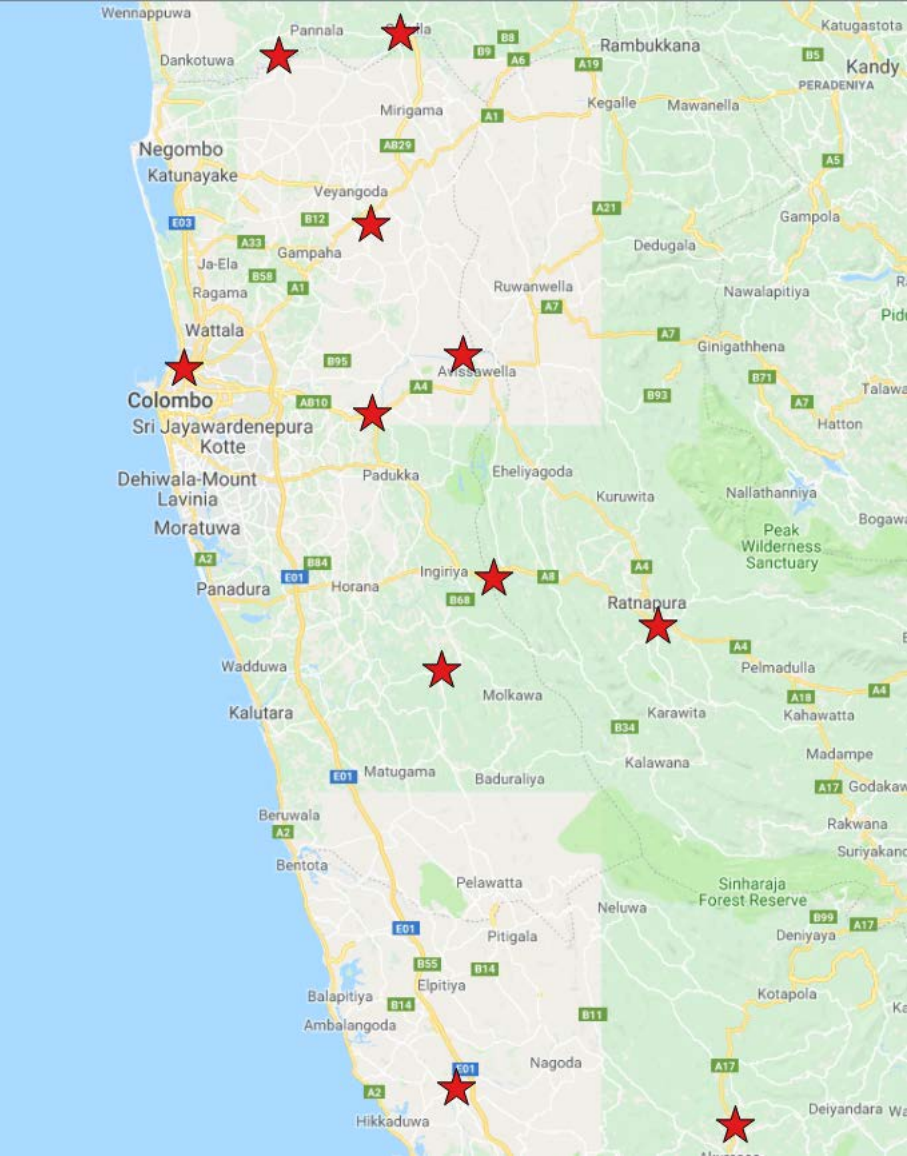 Wennappuwa
Pannala
Katugastota
B8
B9
A6
Rambukkana
B5
Dankotuwa
A19
Kandy
PERADENIYA
Kegalle
Mawanella
Mirigama
A1
AB29
Negombo
A5
Katunayake
Veyangoda
A21
E03
B12
Gampola
A33
Gampaha
Dedugala
Ja-Ela
B58
A1
Ruwanwella
Ragama
A7
Nawalapitiya
Wattala
A7
Ginigathhena
B95
Avissawella
B71
A4
B93
Colombo
AB10
A7
Hatton
Sri Jayawardenepura
Kotte
Padukka
Eheliyagoda
Dehiwala-Mount
Lavinia
Kuruwita
Nallathanniya
Moratuwa
Peak
Wilderness
Sanctuary
A2
B84
E01
Ingiriya
A8
A4
Panadura
Horana
B68
Ratnapura
A4
Wadduwa
Pelmadulla
A18
A4
Molkawa
Kalutara
Karawita
Kahawatta
B34
Kalawana
Madampe
E01
Matugama
Baduraliya
A17
Beruwala
Rakwana
A2
Bentota
Pelawatta
Sinharaja
Forest Reserve
Neluwa
B99
A17
E01
Pitigala
Deniyaya
B55
B14
Elpitiya
Balapitiya
B14
Kotapola
Ambalangoda
B11
Nagoda
E01
A17
A2
Hikkaduwa
Deiyandara